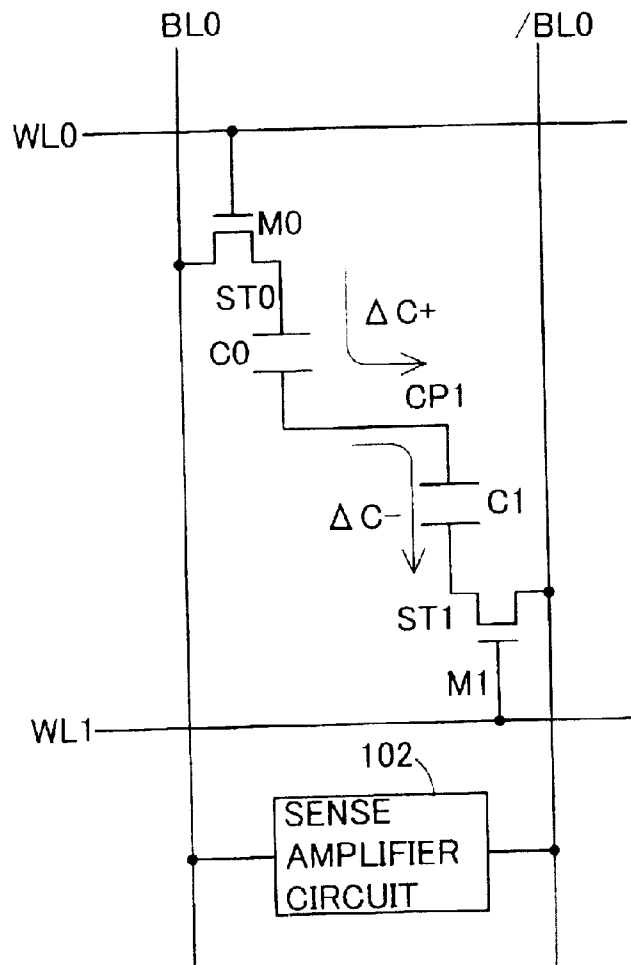 BL0 /BL0
WL0
M0
ST0
ΔC+
C0
CP1
C1
ΔC−
ST1
M1
WL1
102
SENSE
AMPLIFIER
CIRCUIT